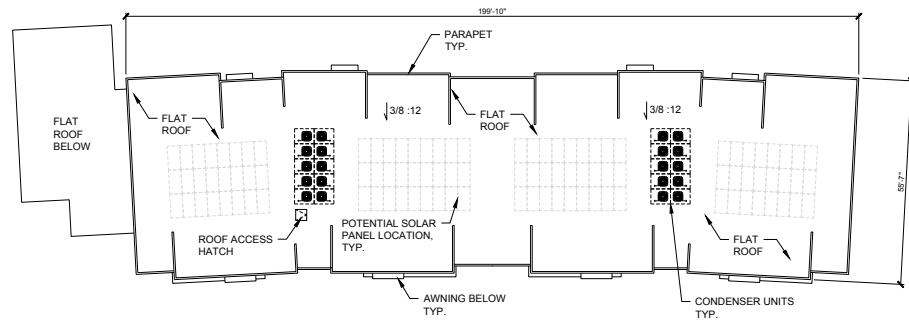 199'-10"
PARAPET
TYP.
FLAT
ROOF
BELOW
FLAT
ROOF
3/8 :12
FLAT
ROOF
3/8 :12
55'-7"
ROOF ACCESS
HATCH
POTENTIAL SOLAR
PANEL LOCATION,
TYP.
FLAT
ROOF
AWNING BELOW
TYP.
CONDENSER UNITS
TYP.